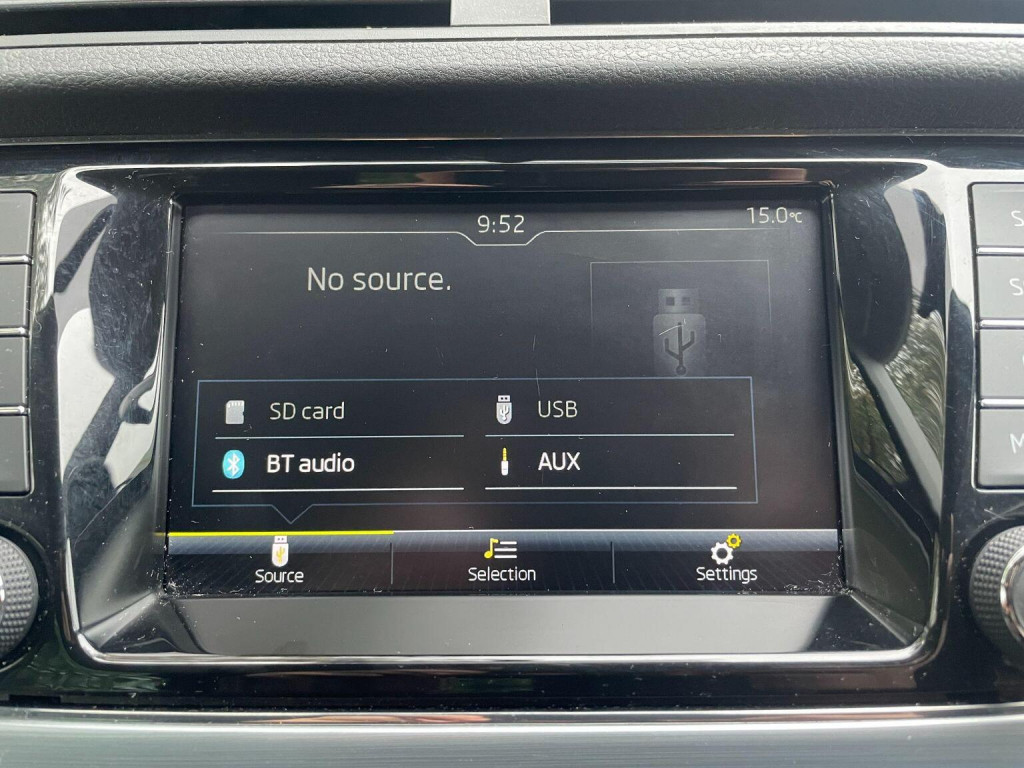 9:52
15.0°C
No source.
SD card
USB
BT audio
AUX
Source
Selection
Settings